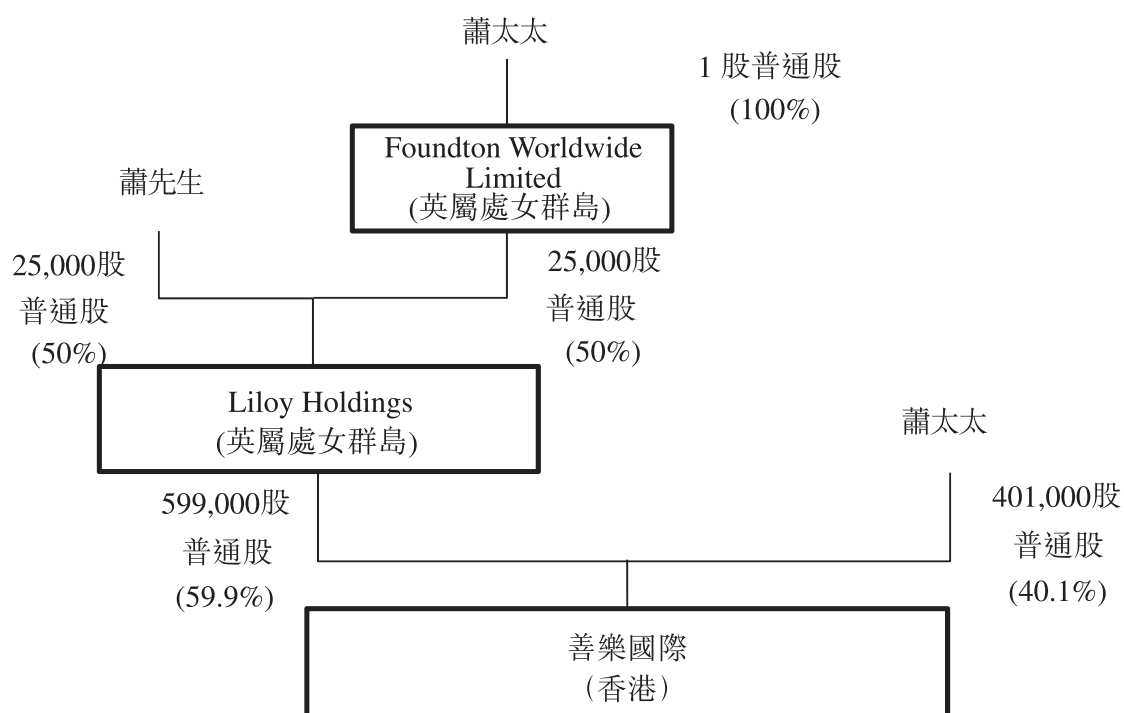 蕭太太
1 股普通股
(100%)
Foundton Worldwide
Limited
(英屬處女群島)
蕭先生
25,000股
普通股
(50%)
25,000股
普通股
(50%)
Liloy Holdings
(英屬處女群島)
蕭太太
599,000股
普通股
(59.9%)
401,000股
普通股
(40.1%)
善樂國際
（香港）